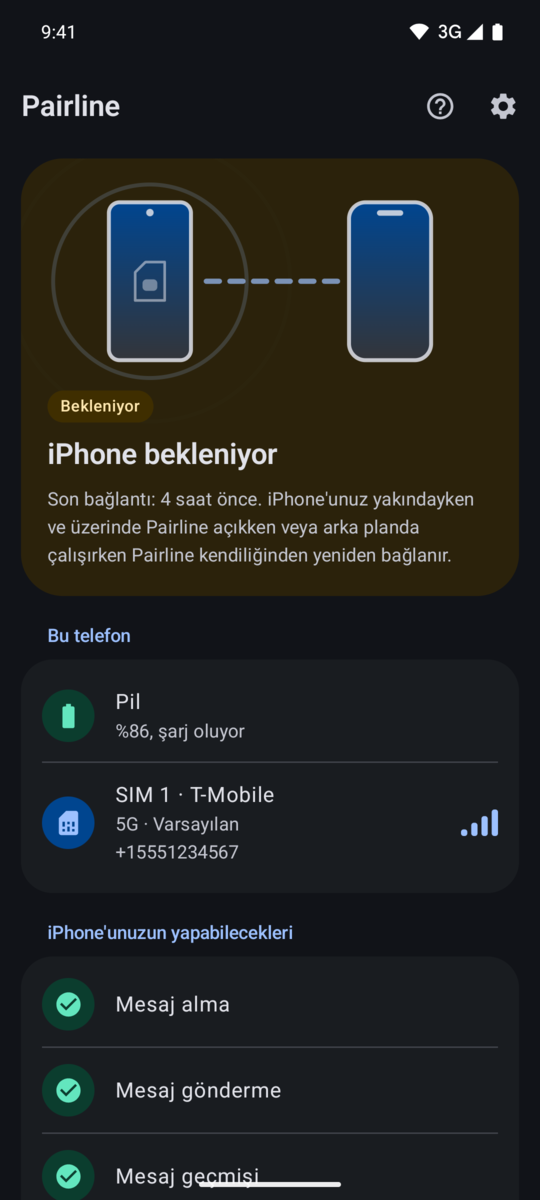 9:41
3G
Pairline
Bekleniyor
iPhone bekleniyor
Son bağlantı: 4 saat önce. iPhone'unuz yakındayken
ve üzerinde Pairline açıkken veya arka planda
çalışırken Pairline kendiliğinden yeniden bağlanır.
Bu telefon
Pil
%86, şarj oluyor
SIM 1 · T-Mobile
5G · Varsayılan
+15551234567
iPhone'unuzun yapabilecekleri
Mesaj alma
Mesaj gönderme
Mesaj geçmişi